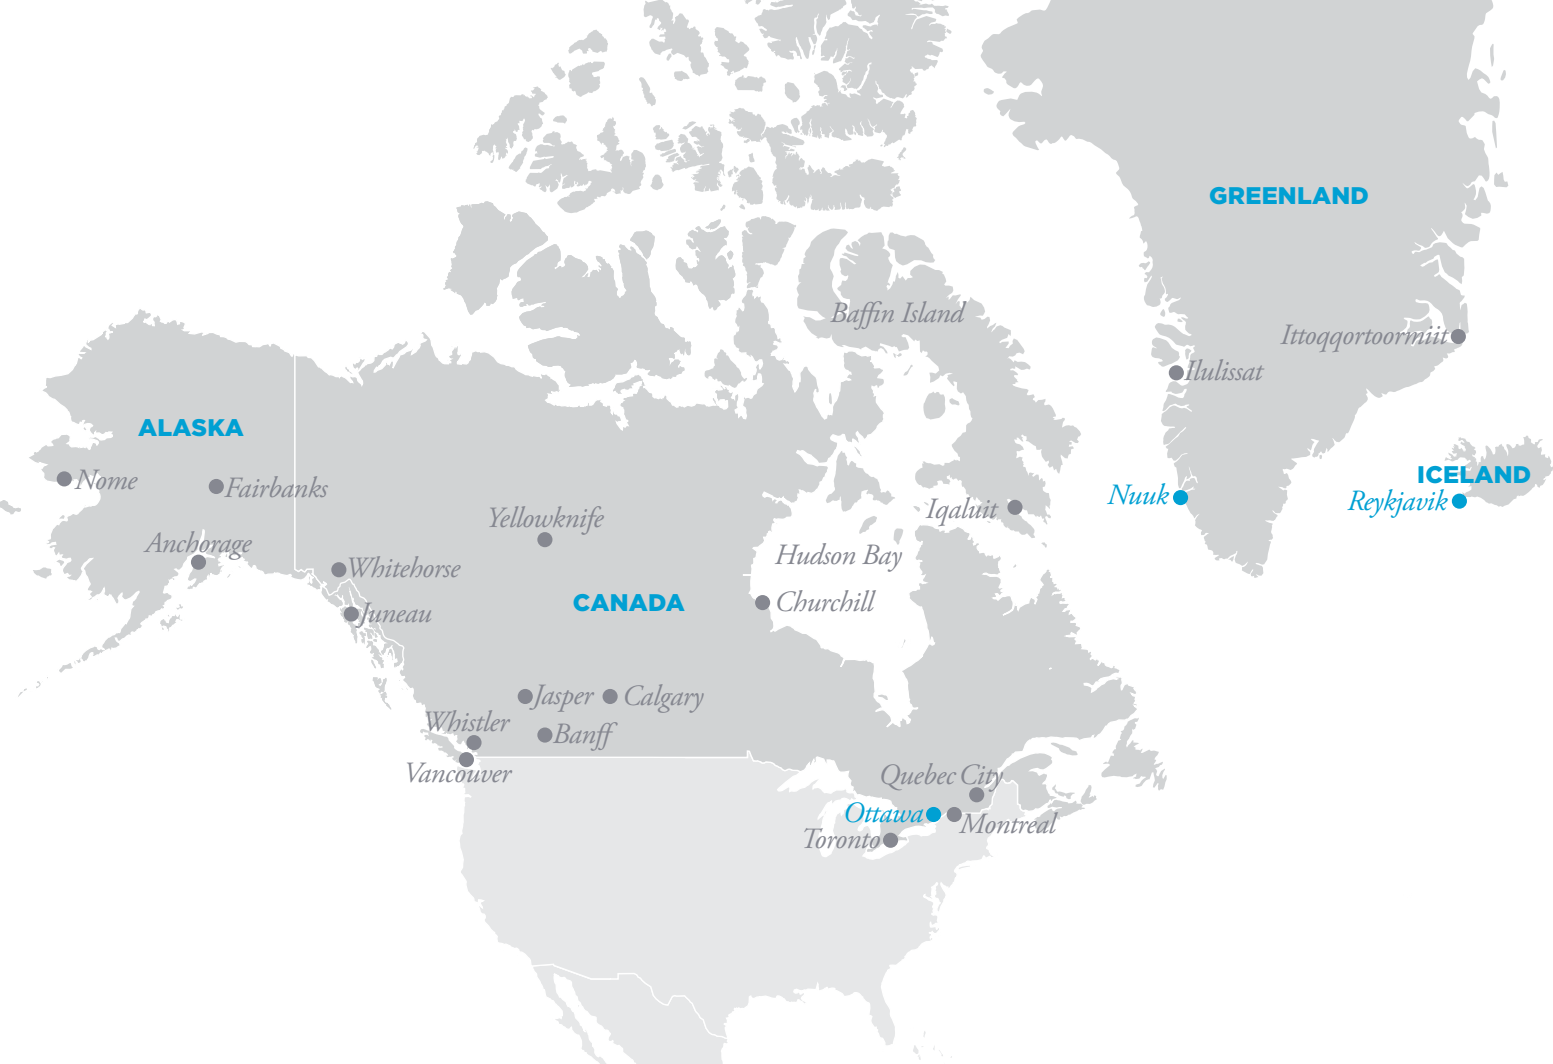 GREENLAND
Baffin Island
Ittoqqortoormiit
Ilulissat
ALASKA
ICELAND
Nome
Fairbanks
Nuuk
Reykjavik
Iqaluit
Yellowknife
Anchorage
Hudson Bay
Whitehorse
CANADA
Churchill
Juneau
Jasper
Calgary
Whistler
Banff
Vancouver
Quebec City
Ottawa
Montreal
Toronto